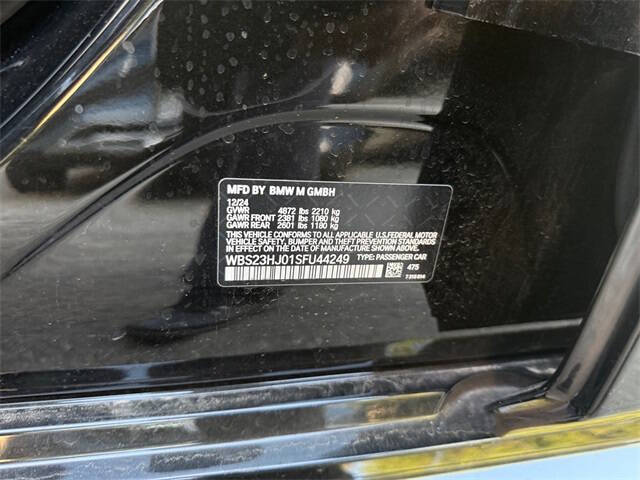 MFD BY BMW M GMBH
12/24
GVWR 4872 lbs 2210 kg
GAWR FRONT 2381 lbs 1080 kg
GAWR REAR 2601 lbs 1180 kg
THIS VEHICLE CONFORMS TO ALL APPLICABLE U.S. FEDERAL MOTOR
VEHICLE SAFETY, BUMPER, AND THEFT PREVENTION STANDARDS IN
EFFECT ON THE DATE OF MANUFACTURE SHOWN ABOVE.
WBS23HJ01SFU44249 TYPE: PASSENGER CAR
475